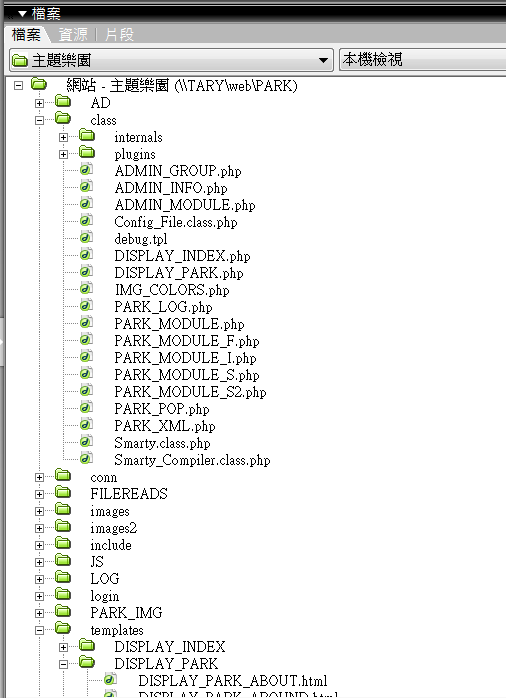 檔案
檔案 資源 片段
主題樂園 本機檢視
網站 - 主題樂園 (\\TARY\web\PARK)
AD
class
internals
plugins
ADMIN_GROUP.php
ADMIN_INFO.php
ADMIN_MODULE.php
Config_File.class.php
debug.tpl
DISPLAY_INDEX.php
DISPLAY_PARK.php
IMG_COLORS.php
PARK_LOG.php
PARK_MODULE.php
PARK_MODULE_F.php
PARK_MODULE_I.php
PARK_MODULE_S.php
PARK_MODULE_S2.php
PARK_POP.php
PARK_XML.php
Smarty.class.php
Smarty_Compiler.class.php
conn
FILEREADS
images
images2
include
JS
LOG
login
PARK_IMG
templates
DISPLAY_INDEX
DISPLAY_PARK
DISPLAY_PARK_ABOUT.html
DISPLAY_PARK_AROUND.html